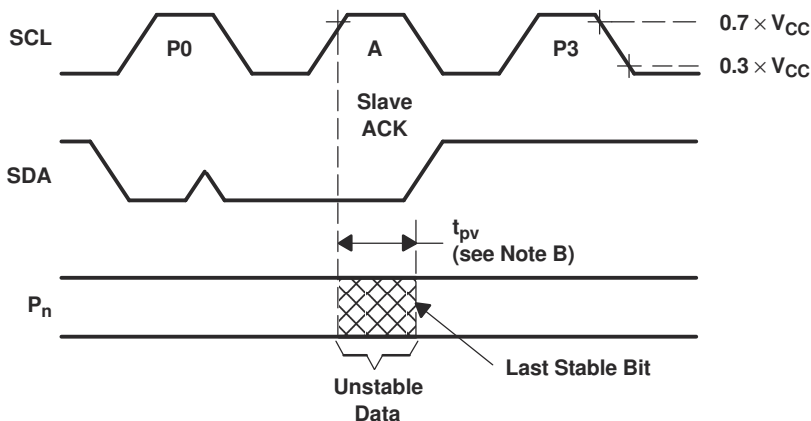 SCL
P0
A
P3
0.7 × VCC
0.3 × VCC
Slave
ACK
SDA
tpv
(see Note B)
Pn
Last Stable Bit
Unstable
Data